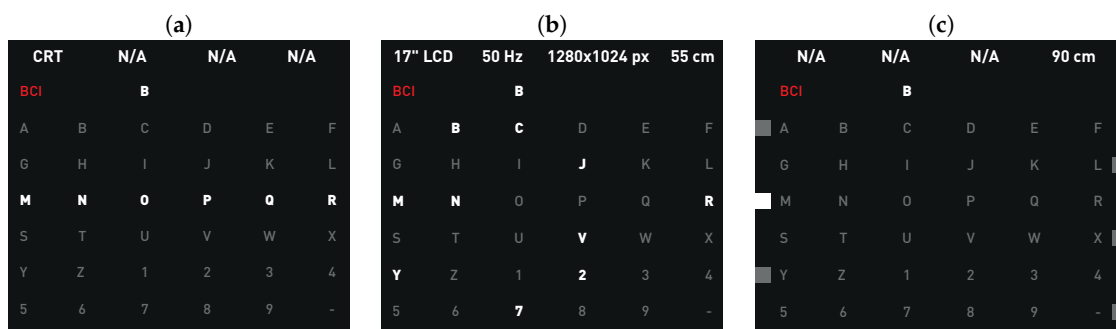 (a)
CRT N/A N/A N/A
BCI B
A B C D E F
G H I J K L
M N O P Q R
S T U V W X
Y Z 1 2 3 4
5 6 7 8 9 -
(b)
17" LCD 50 Hz 1280x1024 px 55 cm
BCI B
A B C D E F
G H I J K L
M N O P Q R
S T U V W X
Y Z 1 2 3 4
5 6 7 8 9 -
(c)
N/A N/A N/A 90 cm
BCI B
A B C D E F
G H I J K L
M N O P Q R
S T U V W X
Y Z 1 2 3 4
5 6 7 8 9 -